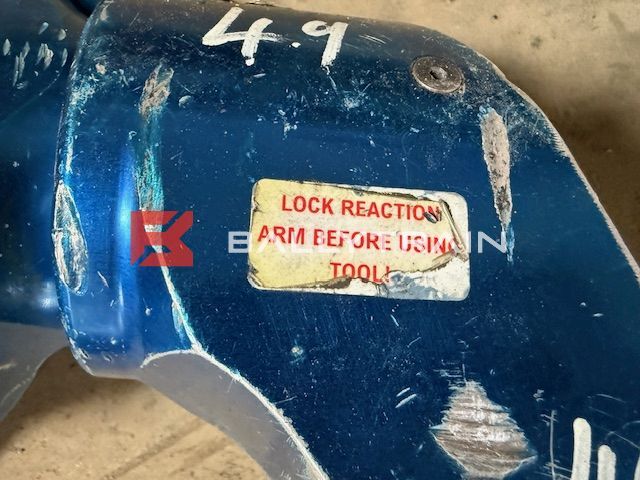 4.9
LOCK REACTION
ARM BEFORE USING
TOOL!